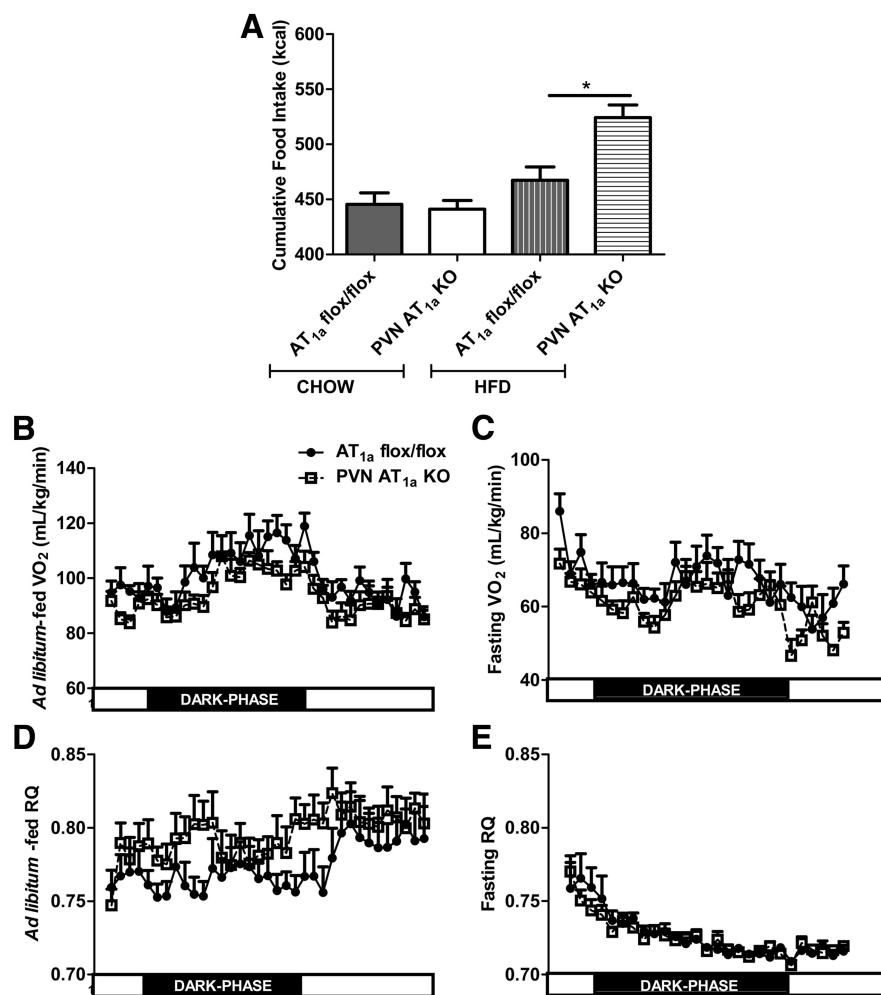 A
Cumulative Food Intake (kcal)
600
550
500
450
400
*
AT1a flox/flox
PVN AT1a KO
AT1a flox/flox
PVN AT1a KO
CHOW
HFD
B
Ad libitum-fed VO2 (mL/kg/min)
140
120
100
80
60
AT1a flox/flox
PVN AT1a KO
DARK-PHASE
C
Fasting VO2 (mL/kg/min)
100
80
60
40
DARK-PHASE
D
Ad libitum -fed RQ
0.85
0.80
0.75
0.70
DARK-PHASE
E
Fasting RQ
0.85
0.80
0.75
0.70
DARK-PHASE